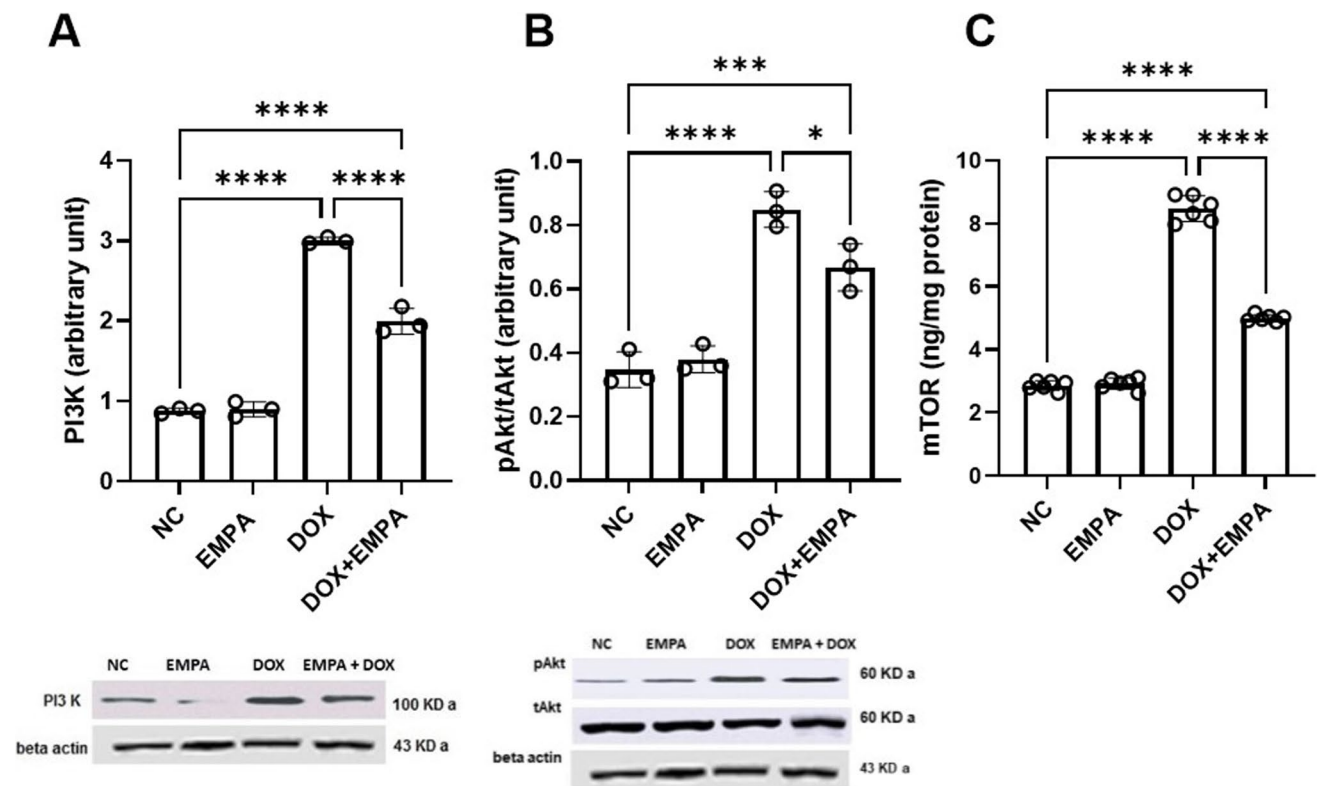 A
****
**** ****
PI3K (arbitrary unit)
4
3
2
1
0
NC
EMPA
DOX
DOX+EMPA
NC EMPA DOX EMPA + DOX
PI3 K
100 KD a
beta actin
43 KD a
B
***
**** *
pAkt/tAkt (arbitrary unit)
1.0
0.8
0.6
0.4
0.2
0.0
NC
EMPA
DOX
DOX+EMPA
NC EMPA DOX EMPA + DOX
pAkt
60 KD a
tAkt
60 KD a
beta actin
43 KD a
C
****
**** ****
mTOR (ng/mg protein)
10
8
6
4
2
0
NC
EMPA
DOX
DOX+EMPA